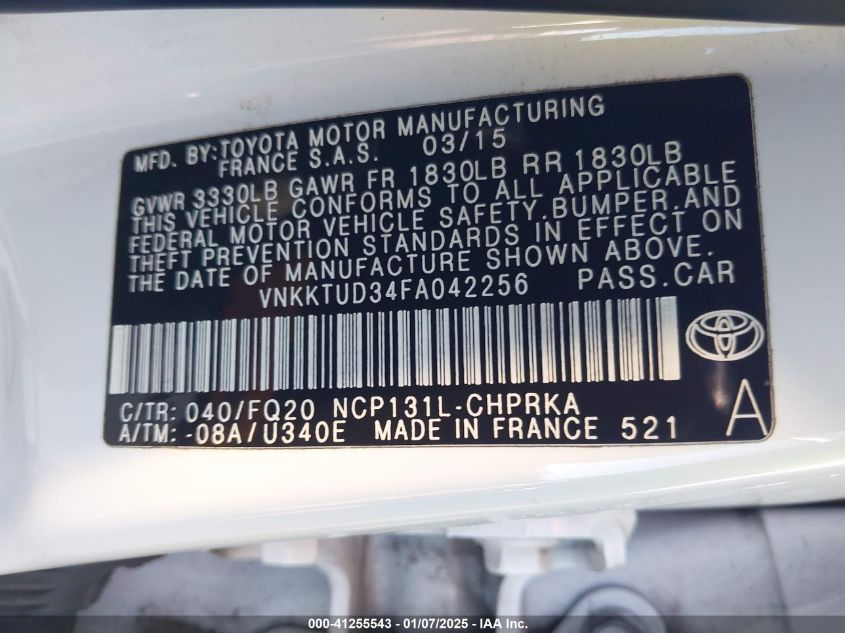 MFD. BY:TOYOTA MOTOR MANUFACTURING
FRANCE S.A.S. 03/15
GVWR 3330LB GAWR FR 1830LB RR 1830LB
THIS VEHICLE CONFORMS TO ALL APPLICABLE
FEDERAL MOTOR VEHICLE SAFETY,BUMPER,AND
THEFT PREVENTION STANDARDS IN EFFECT ON
THE DATE OF MANUFACTURE SHOWN ABOVE.
VNKKTUD34FA042256 PASS.CAR
C/TR: 040/FQ20 NCP131L-CHPRKA
A/TM: -08A/U340E MADE IN FRANCE 521
A
000-41255543 - 01/07/2025 - IAA Inc.